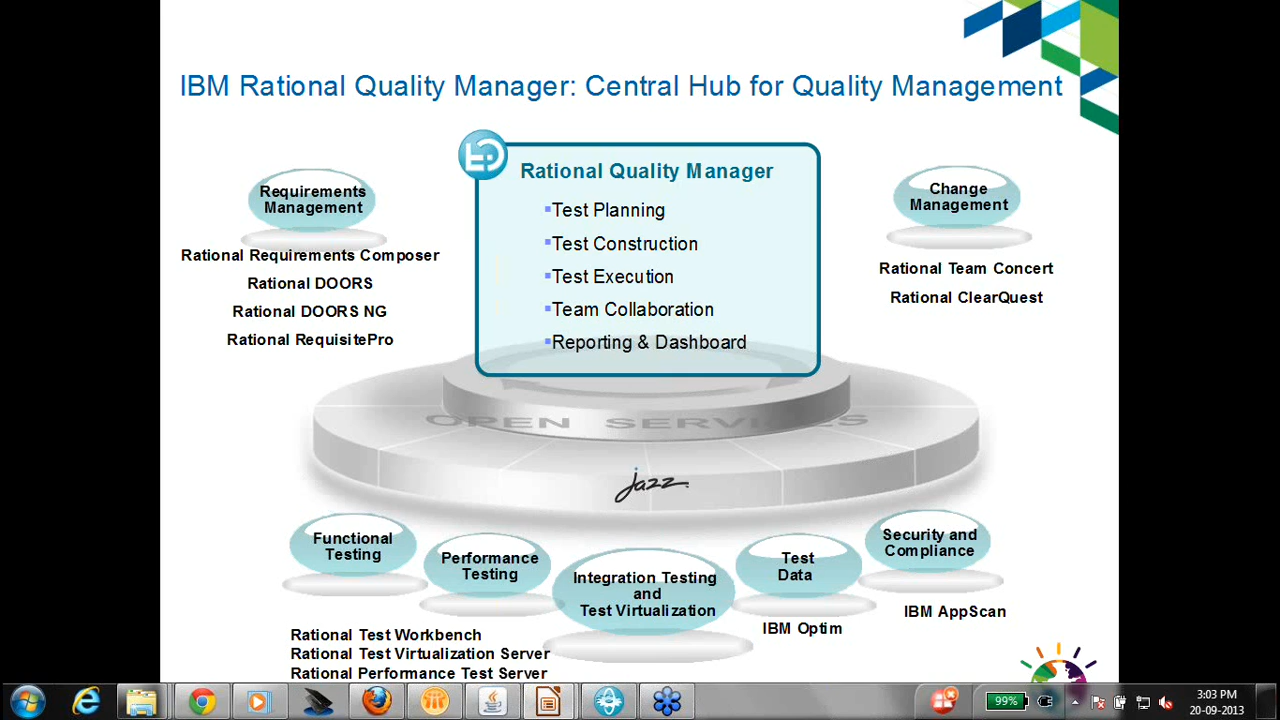 IBM Rational Quality Manager: Central Hub for Quality Management
Rational Quality Manager
▪Test Planning
▪Test Construction
▪Test Execution
▪Team Collaboration
▪Reporting & Dashboard
Requirements
Management
Rational Requirements Composer
Rational DOORS
Rational DOORS NG
Rational RequisitePro
Change
Management
Rational Team Concert
Rational ClearQuest
OPEN SERVICES
jazz
Functional
Testing
Performance
Testing
Integration Testing
and
Test Virtualization
Test
Data
IBM Optim
Security and
Compliance
IBM AppScan
Rational Test Workbench
Rational Test Virtualization Server
Rational Performance Test Server
99%
3:03 PM
20-09-2013